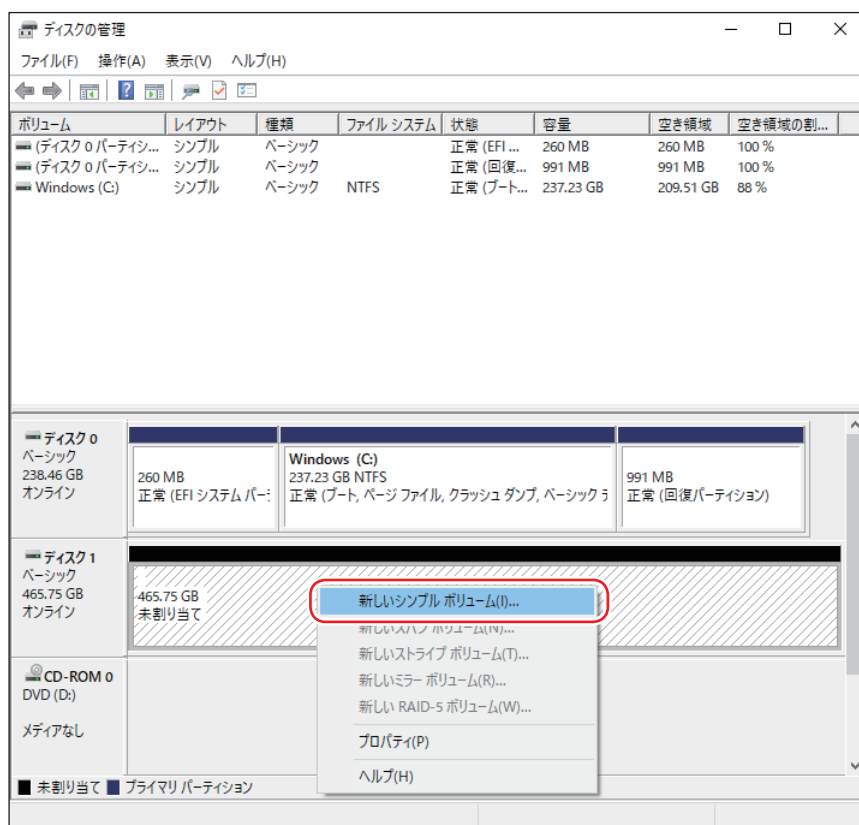 ディスクの管理
ファイル(F) 操作(A) 表示(V) ヘルプ(H)
ボリューム レイアウト 種類 ファイル システム 状態 容量 空き領域 空き領域の割...
(ディスク 0 パーティシ... シンプル ベーシック 正常 (EFI ... 260 MB 260 MB 100 %
(ディスク 0 パーティシ... シンプル ベーシック 正常 (回復... 991 MB 991 MB 100 %
Windows (C:) シンプル ベーシック NTFS 正常 (ブート... 237.23 GB 209.51 GB 88 %
ディスク 0
ベーシック
238.46 GB
オンライン
260 MB
正常 (EFI システム パー
Windows (C:)
237.23 GB NTFS
正常 (ブート, ページ ファイル, クラッシュ ダンプ, ベーシック デ
991 MB
正常 (回復パーティション)
ディスク 1
ベーシック
465.75 GB
オンライン
465.75 GB
未割り当て
新しいシンプル ボリューム(I)...
新しいスパン ボリューム(N)...
新しいストライプ ボリューム(T)...
新しいミラー ボリューム(R)...
新しい RAID-5 ボリューム(W)...
プロパティ(P)
ヘルプ(H)
CD-ROM 0
DVD (D:)
メディアなし
未割り当て プライマリ パーティション